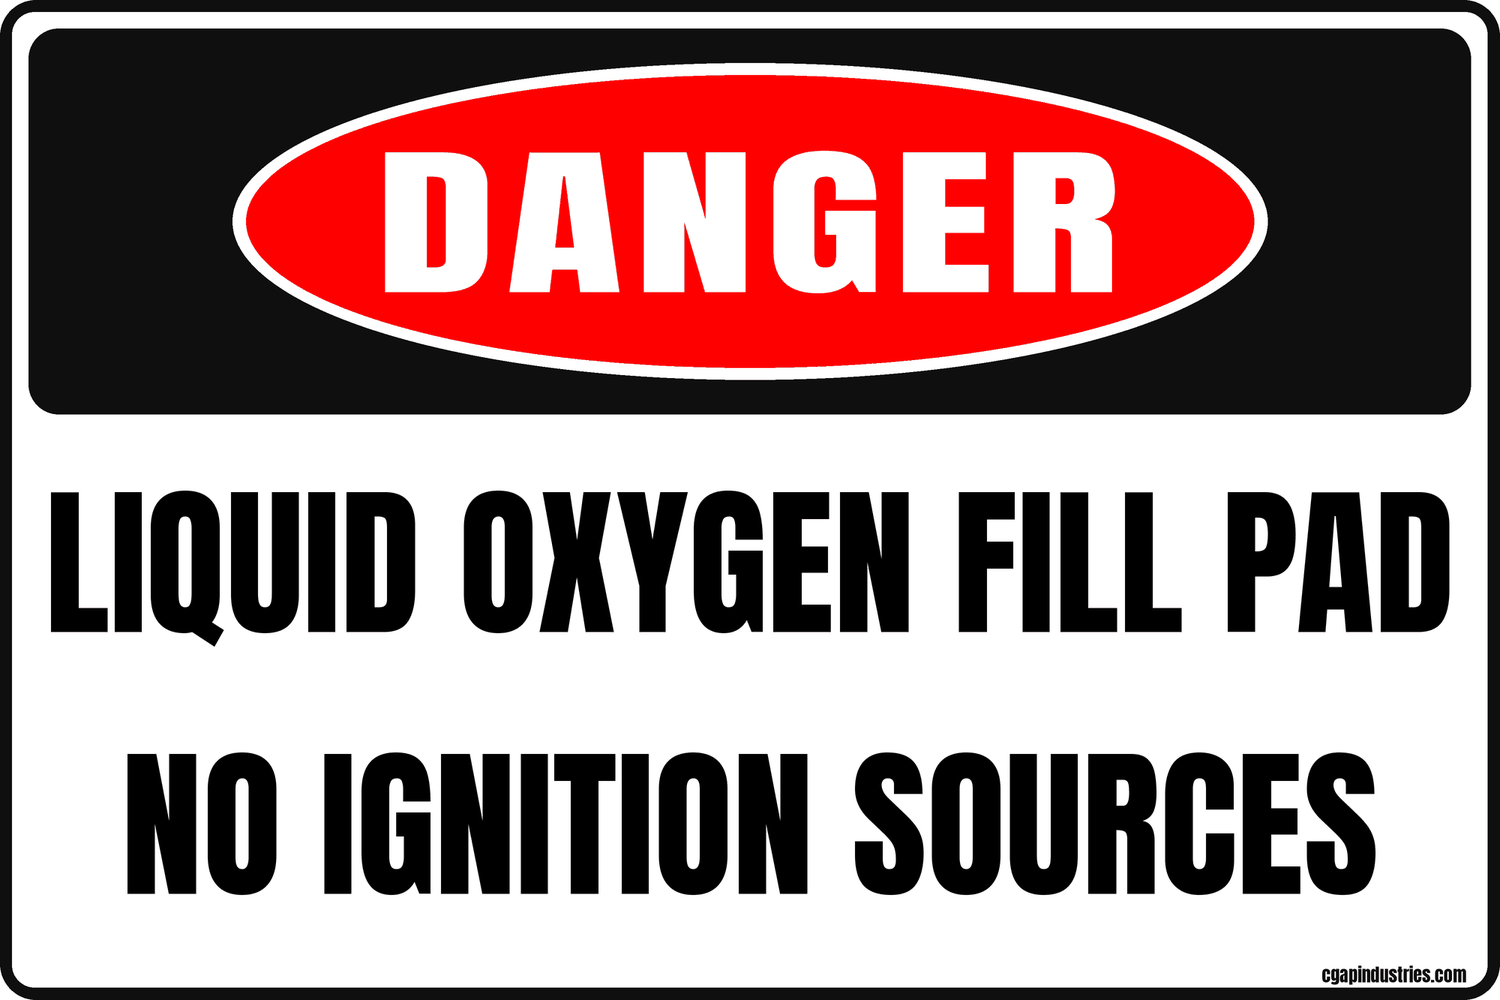 DANGER
LIQUID OXYGEN FILL PAD
NO IGNITION SOURCES
cgapindustries.com